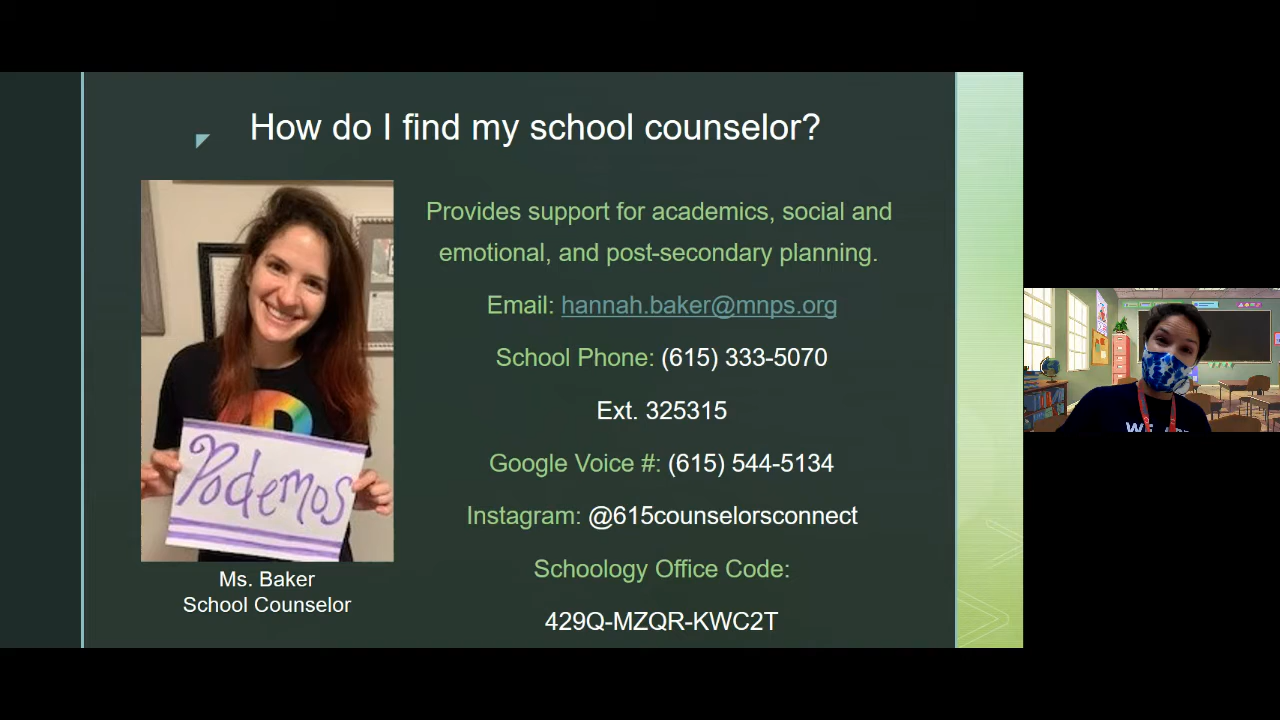 How do I find my school counselor?
Provides support for academics, social and
emotional, and post-secondary planning.
Email: hannah.baker@mnps.org
School Phone: (615) 333-5070
Ext. 325315
Google Voice #: (615) 544-5134
Instagram: @615counselorsconnect
Schoology Office Code:
429Q-MZQR-KWC2T
Podemos
Ms. Baker
School Counselor